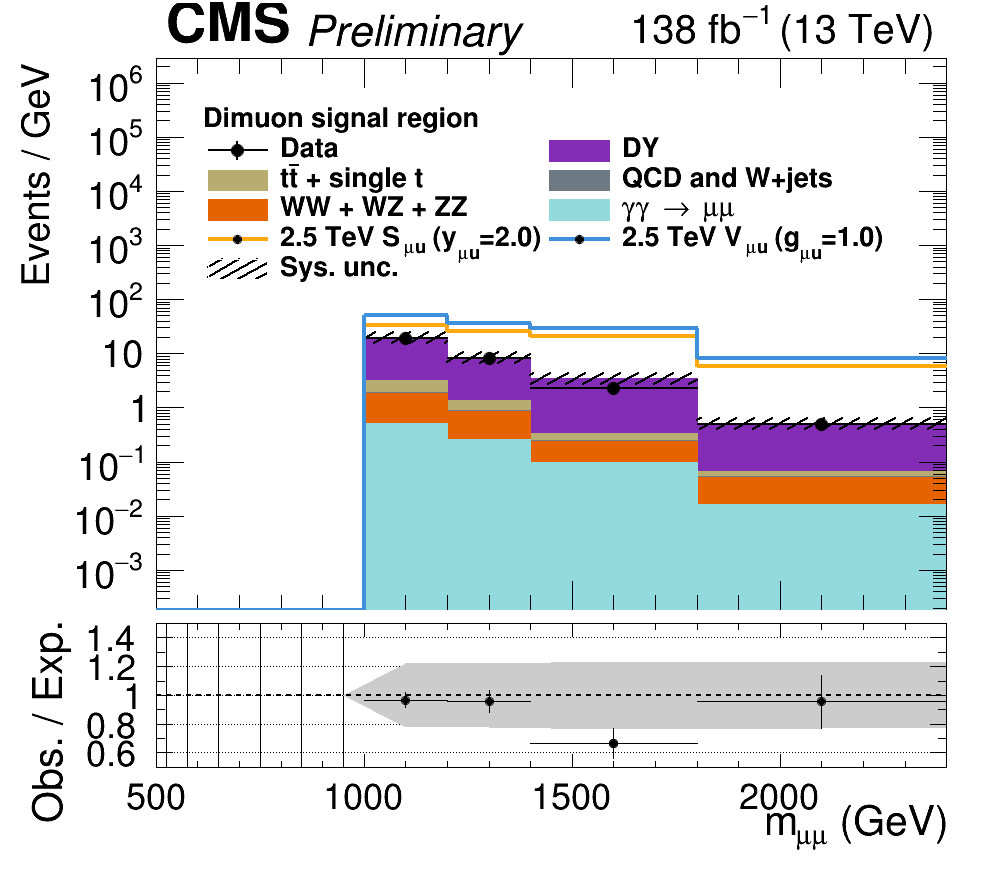 CMS Preliminary 138 fb⁻¹ (13 TeV)
Events / GeV
10⁶
10⁵
10⁴
10³
10²
10
1
10⁻¹
10⁻²
10⁻³
Dimuon signal region
Data DY
tt̄ + single t QCD and W+jets
WW + WZ + ZZ γγ → μμ
2.5 TeV S_μu (y_μu=2.0) 2.5 TeV V_μu (g_μu=1.0)
Sys. unc.
Obs. / Exp.
1.4
1.2
1
0.8
0.6
500 1000 1500 2000
m_μμ (GeV)